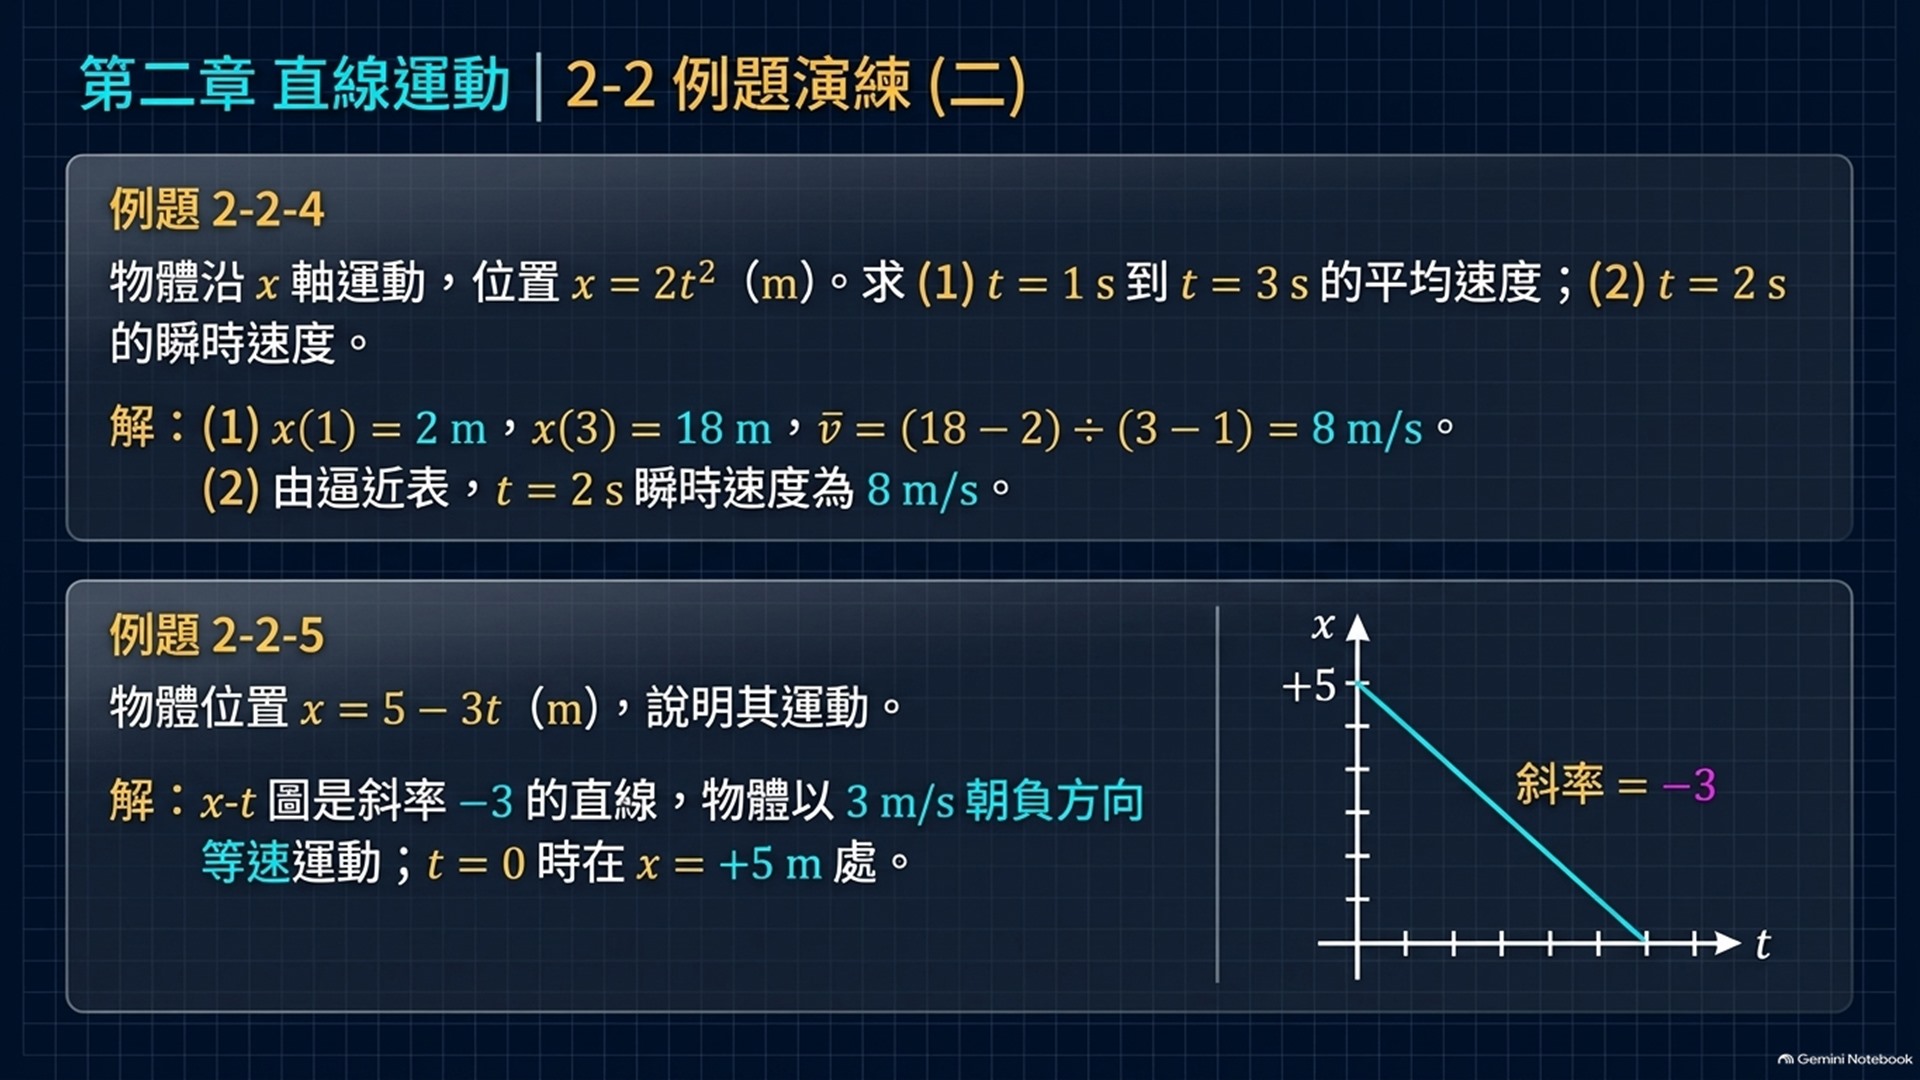 第二章 直線運動 | 2-2 例題演練 (二)
例題 2-2-4
物體沿 x 軸運動，位置 x = 2t²（m）。求 (1) t = 1 s 到 t = 3 s 的平均速度；(2) t = 2 s
的瞬時速度。
解：(1) x(1) = 2 m，x(3) = 18 m，v̄ = (18 − 2) ÷ (3 − 1) = 8 m/s。
(2) 由逼近表，t = 2 s 瞬時速度為 8 m/s。
例題 2-2-5
物體位置 x = 5 − 3t（m），說明其運動。
解：x-t 圖是斜率 −3 的直線，物體以 3 m/s 朝負方向
等速運動；t = 0 時在 x = +5 m 處。
x
+5
斜率 = −3
t
Gemini Notebook